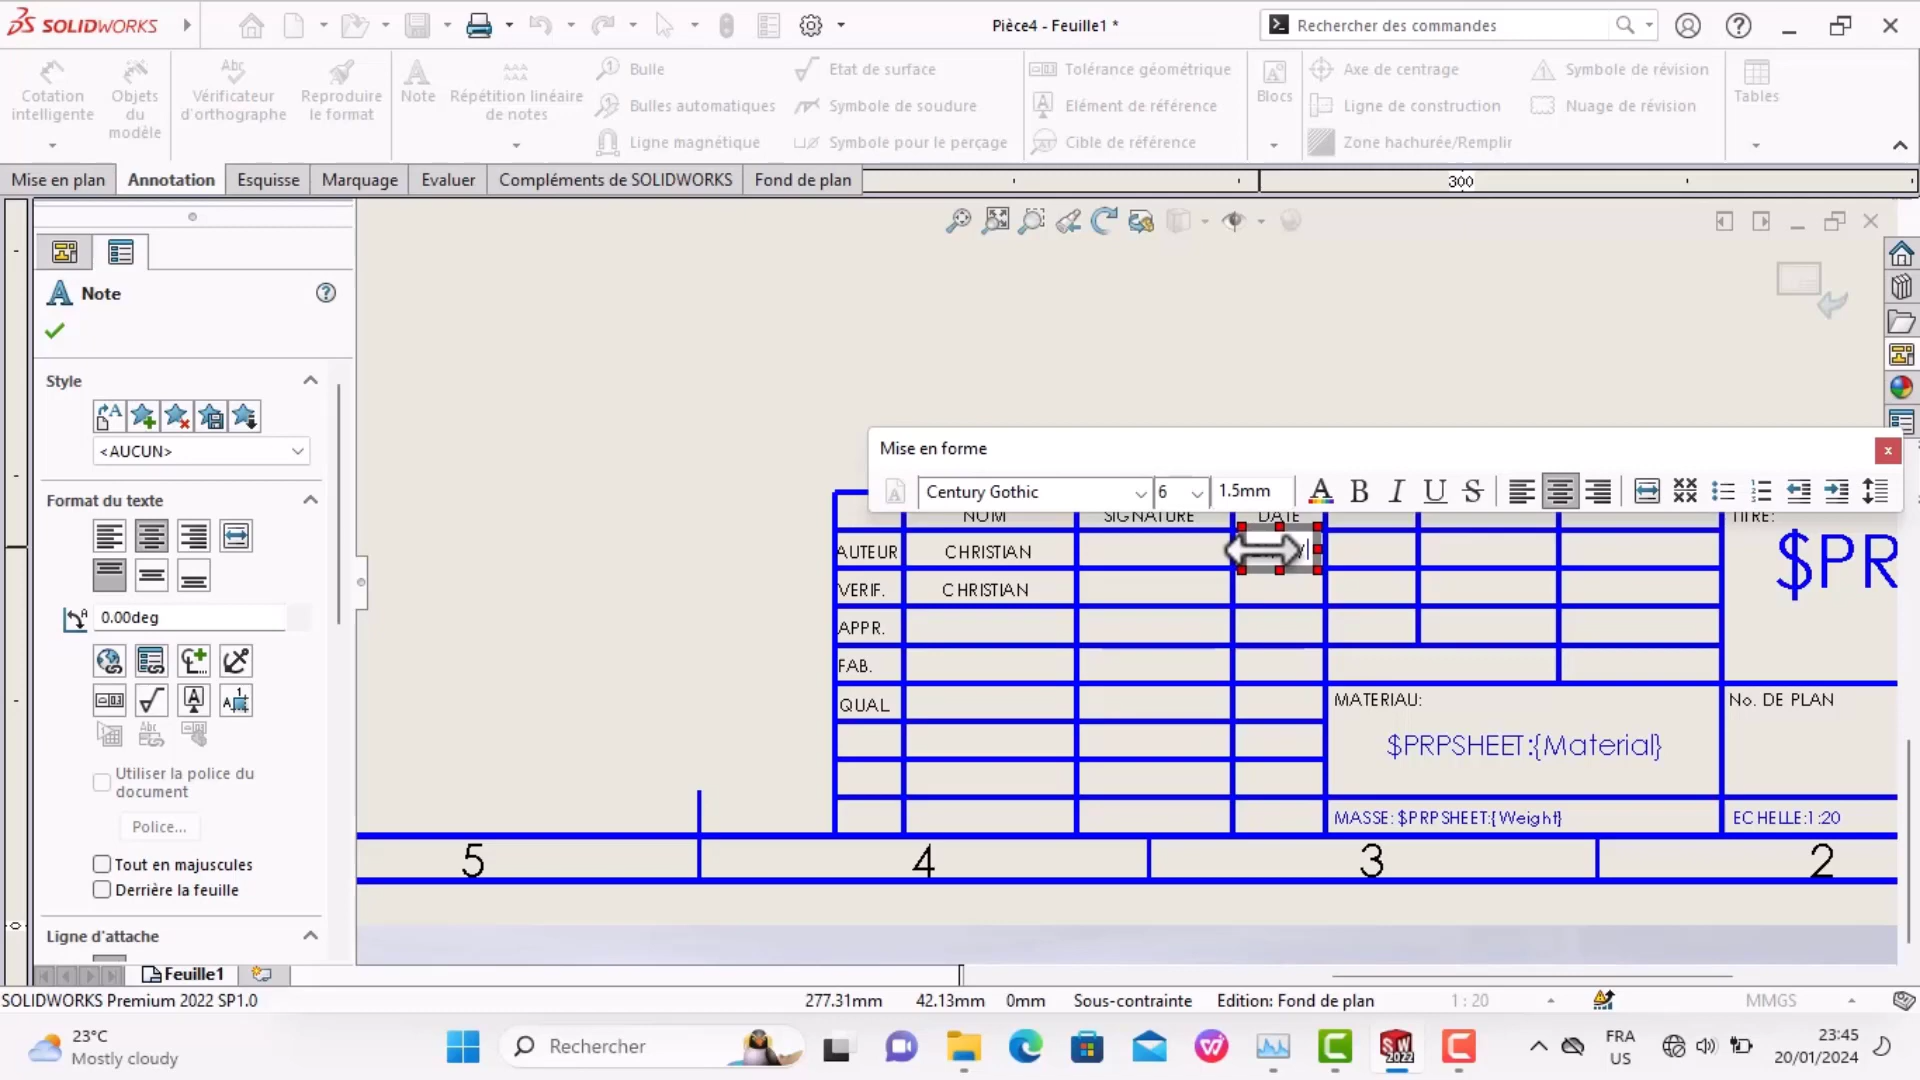 SOLIDWORKS
Pièce4 - Feuille1 *
Rechercher des commandes
Cotation intelligente
Objets du modèle
Abc
Vérificateur d'orthographe
Reproduire le format
Note
Répétition linéaire de notes
Bulle
Bulles automatiques
Ligne magnétique
Etat de surface
Symbole de soudure
Symbole pour le perçage
Tolérance géométrique
Elément de référence
Cible de référence
Blocs
Axe de centrage
Ligne de construction
Zone hachurée/Remplir
Symbole de révision
Nuage de révision
Tables
Mise en plan
Annotation
Esquisse
Marquage
Evaluer
Compléments de SOLIDWORKS
Fond de plan
300
Note
Style
<AUCUN>
Format du texte
0.00deg
Utiliser la police du document
Police...
Tout en majuscules
Derrière la feuille
Ligne d'attache
Mise en forme
Century Gothic
6
1.5mm
NOM
SIGNATURE
DATE
TITRE:
AUTEUR
CHRISTIAN
$PR
VERIF.
CHRISTIAN
APPR.
FAB.
QUAL
MATERIAU:
No. DE PLAN
$PRPSHEET:{Material}
MASSE: $PRPSHEET:{Weight}
ECHELLE:1:20
5
4
3
2
Feuille1
SOLIDWORKS Premium 2022 SP1.0
277.31mm
42.13mm
0mm
Sous-contrainte
Edition: Fond de plan
1 : 20
MMGS
23°C
Mostly cloudy
Rechercher
FRA
US
23:45
20/01/2024